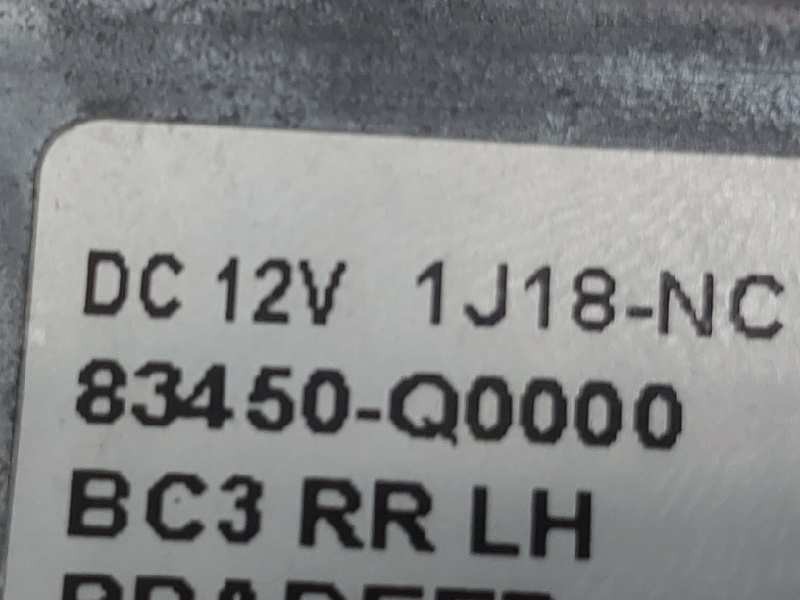 DC 12V 1J18-NC
83450-Q0000
BC3 RR LH